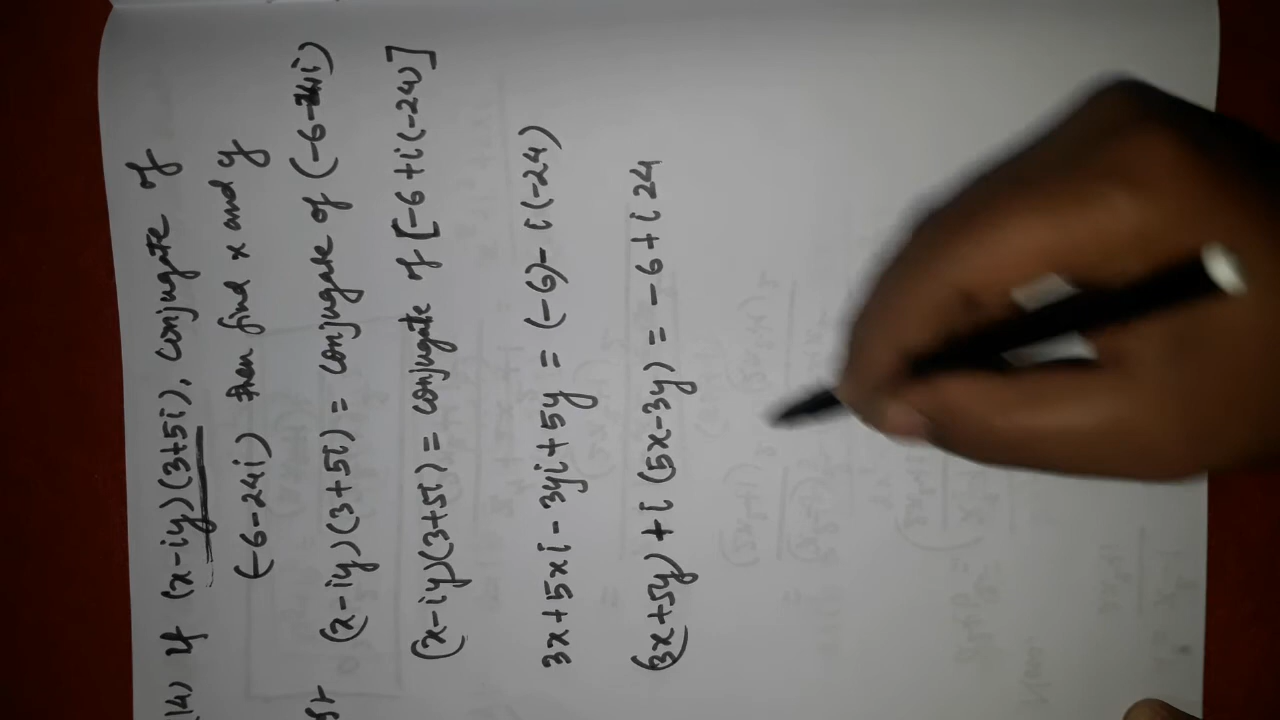 (14) If (x-iy)(3+5i), conjugate of
(-6-24i) then find x and y
(x-iy)(3+5i) = conjugate of (-6-24i)
(x-iy)(3+5i) = conjugate of [-6+i(-24)]
3x+5xi-3yi+5y = (-6)-i(-24)
(3x+5y)+i(5x-3y) = -6+i24